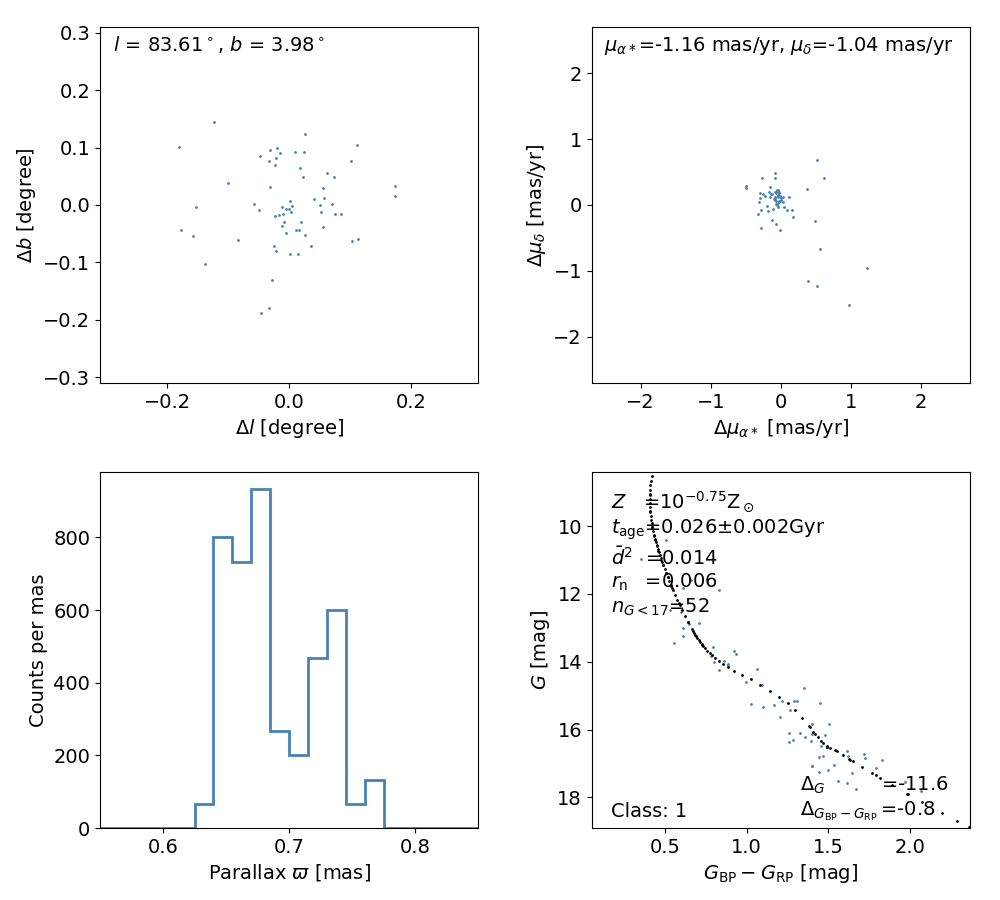 l = 83.61°, b = 3.98°
0.3
0.2
0.1
0.0
−0.1
−0.2
−0.3
Δb [degree]
−0.2 0.0 0.2
Δl [degree]
μα*=-1.16 mas/yr, μδ=-1.04 mas/yr
2
1
0
−1
−2
Δμδ [mas/yr]
−2 −1 0 1 2
Δμα* [mas/yr]
800
600
400
200
0
Counts per mas
0.6 0.7 0.8
Parallax ϖ [mas]
Z =10^−0.75 Z⊙
t_age=0.026±0.002Gyr
d̄² =0.014
r_n =0.006
n_G<17=52
Δ_G =-11.6
Δ_GBP−GRP =-0.8
Class: 1
10
12
14
16
18
G [mag]
0.5 1.0 1.5 2.0
G_BP − G_RP [mag]